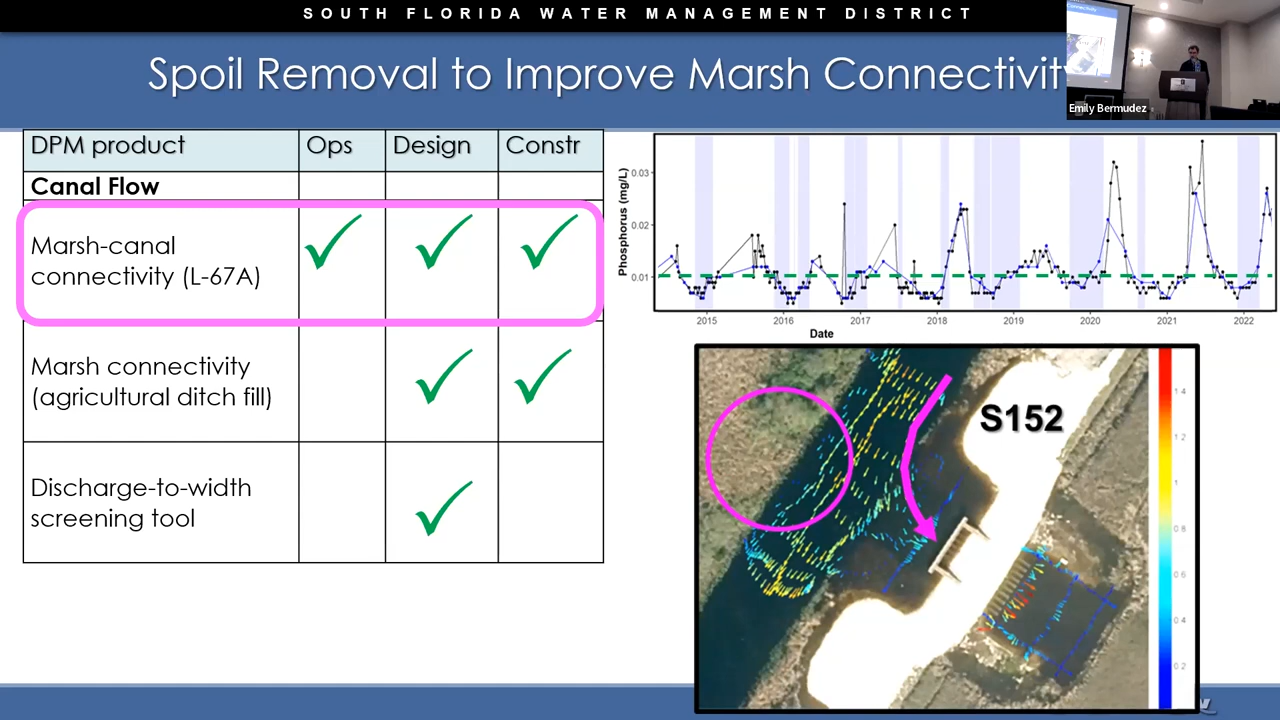 SOUTH FLORIDA WATER MANAGEMENT DISTRICT
Spoil Removal to Improve Marsh Connectivity
Emily Bermudez
DPM product Ops Design Constr
Canal Flow
Marsh-canal
connectivity (L-67A)
Marsh connectivity
(agricultural ditch fill)
Discharge-to-width
screening tool
Phosphorus (mg/L)
0.03
0.02
0.01
2015 2016 2017 2018 2019 2020 2021 2022
Date
S152
1 4
1 2
1
0 8
0 6
0 4
0 2